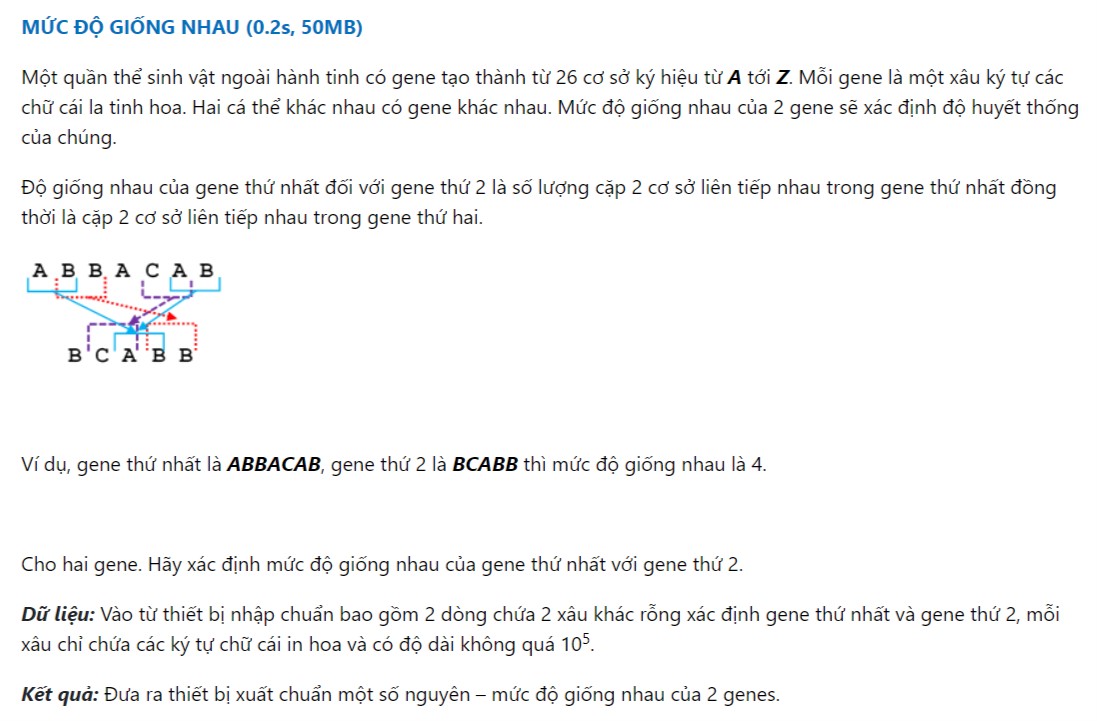 MỨC ĐỘ GIỐNG NHAU (0.2s, 50MB)
Một quần thể sinh vật ngoài hành tinh có gene tạo thành từ 26 cơ sở ký hiệu từ A tới Z. Mỗi gene là một xâu ký tự các
chữ cái la tinh hoa. Hai cá thể khác nhau có gene khác nhau. Mức độ giống nhau của 2 gene sẽ xác định độ huyết thống
của chúng.
Độ giống nhau của gene thứ nhất đối với gene thứ 2 là số lượng cặp 2 cơ sở liên tiếp nhau trong gene thứ nhất đồng
thời là cặp 2 cơ sở liên tiếp nhau trong gene thứ hai.
A B B A C A B
B C A B B
Ví dụ, gene thứ nhất là ABBACAB, gene thứ 2 là BCABB thì mức độ giống nhau là 4.
Cho hai gene. Hãy xác định mức độ giống nhau của gene thứ nhất với gene thứ 2.
Dữ liệu: Vào từ thiết bị nhập chuẩn bao gồm 2 dòng chứa 2 xâu khác rỗng xác định gene thứ nhất và gene thứ 2, mỗi
xâu chỉ chứa các ký tự chữ cái in hoa và có độ dài không quá 10⁵.
Kết quả: Đưa ra thiết bị xuất chuẩn một số nguyên – mức độ giống nhau của 2 genes.